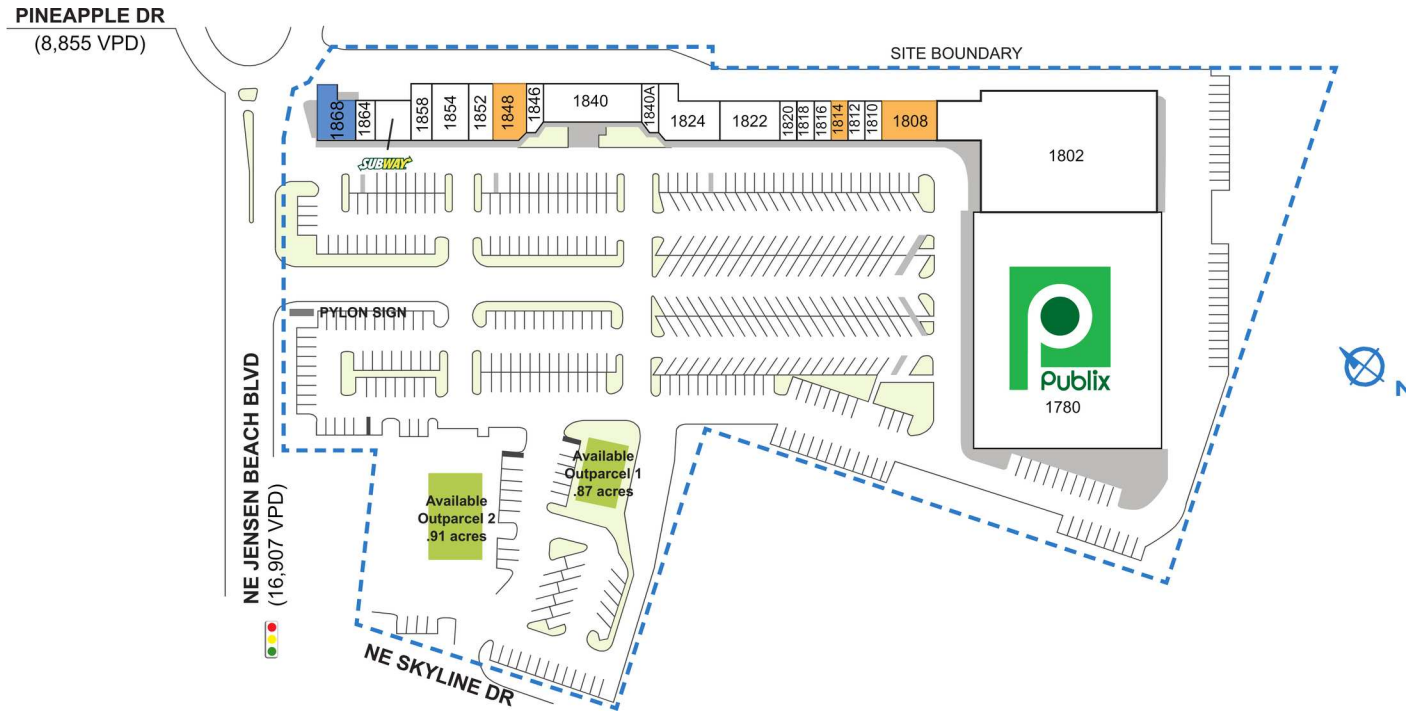 PINEAPPLE DR
(8,855 VPD)
SITE BOUNDARY
1868
1864
SUBWAY
1858
1854
1852
1848
1846
1840
1840A
1824
1822
1820
1818
1816
1814
1812
1810
1808
1802
Publix
1780
PYLON SIGN
NE JENSEN BEACH BLVD
(16,907 VPD)
Available
Outparcel 1
.87 acres
Available
Outparcel 2
.91 acres
NE SKYLINE DR
N